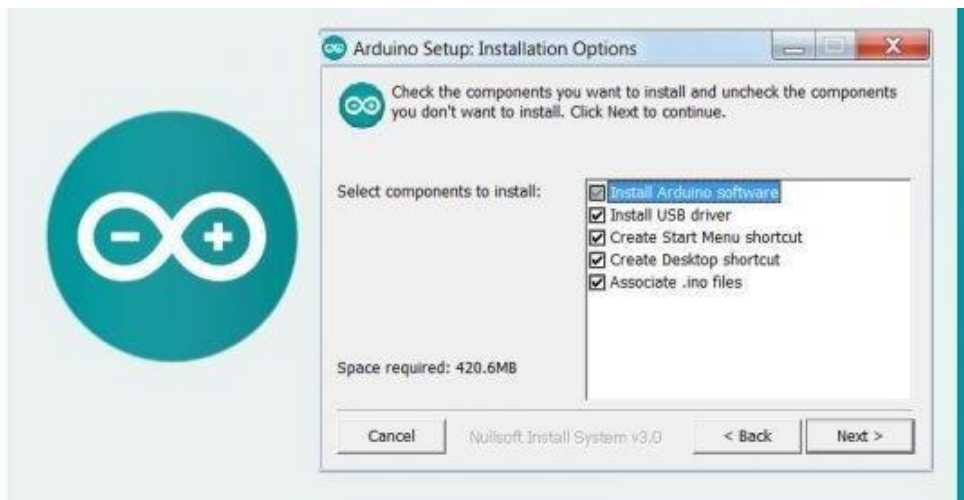 Arduino Setup: Installation Options
Check the components you want to install and uncheck the components
you don't want to install. Click Next to continue.
Select components to install:
Install Arduino software
Install USB driver
Create Start Menu shortcut
Create Desktop shortcut
Associate .ino files
Space required: 420.6MB
Cancel
Nullsoft Install System v3.0
< Back
Next >